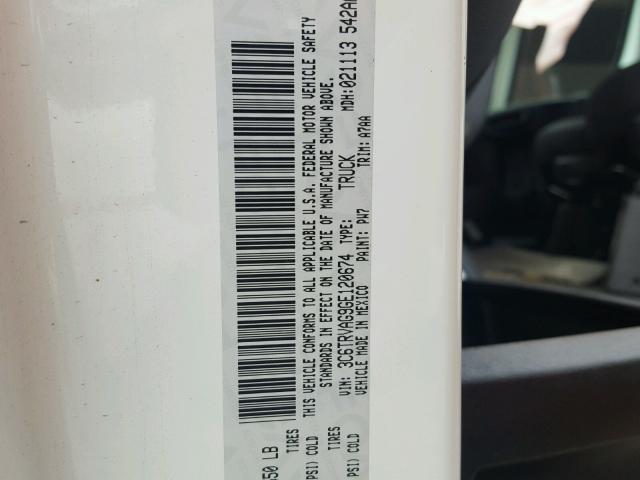 550 LB
TIRES
PSI) COLD
THIS VEHICLE CONFORMS TO ALL APPLICABLE U.S.A. FEDERAL MOTOR VEHICLE SAFETY
STANDARDS IN EFFECT ON THE DATE OF MANUFACTURE SHOWN ABOVE.
TIRES
PSI) COLD
VIN: 3C6TRVAG9GE120674 TYPE: TRUCK MDH:021113 542A
VEHICLE MADE IN MEXICO PAINT: PW7 TRIM: A7AA